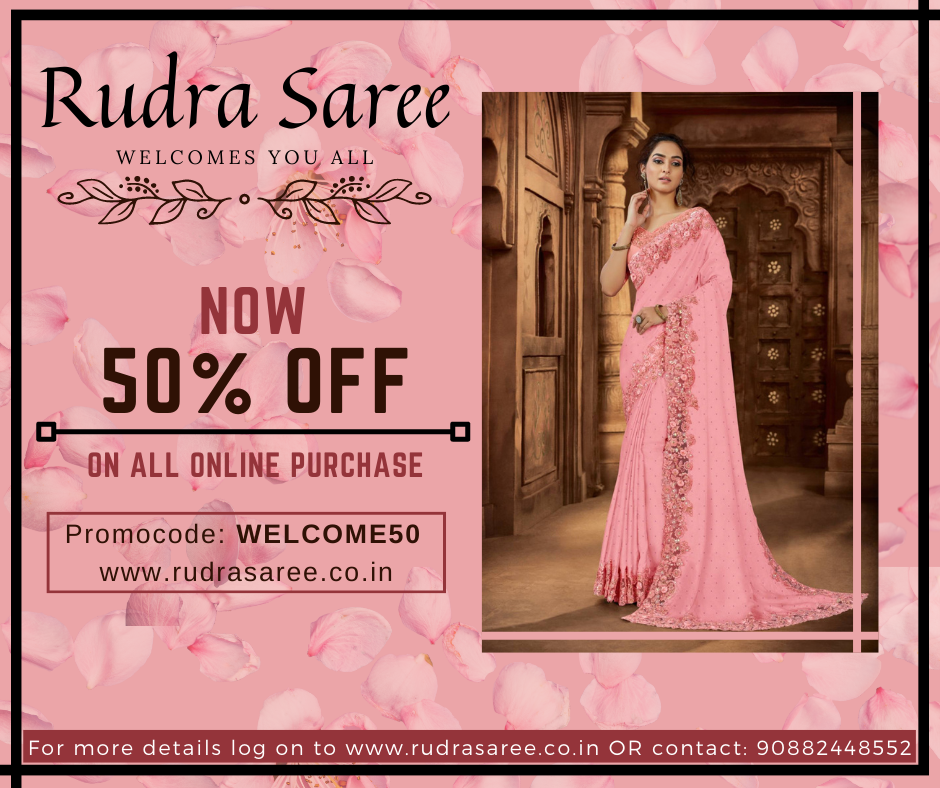 Rudra Saree
WELCOMES YOU ALL
NOW
50% OFF
ON ALL ONLINE PURCHASE
Promocode: WELCOME50
www.rudrasaree.co.in
For more details log on to www.rudrasaree.co.in OR contact: 90882448552